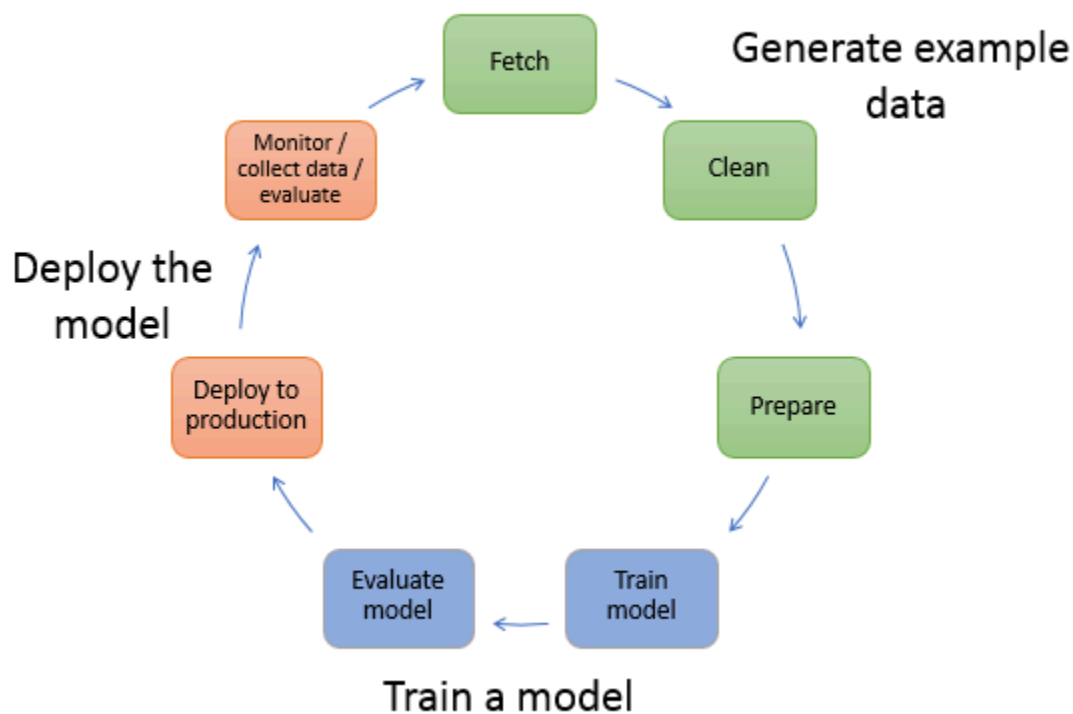 Fetch
Generate example
data
Clean
Monitor /
collect data /
evaluate
Deploy the
model
Deploy to
production
Prepare
Evaluate
model
Train
model
Train a model